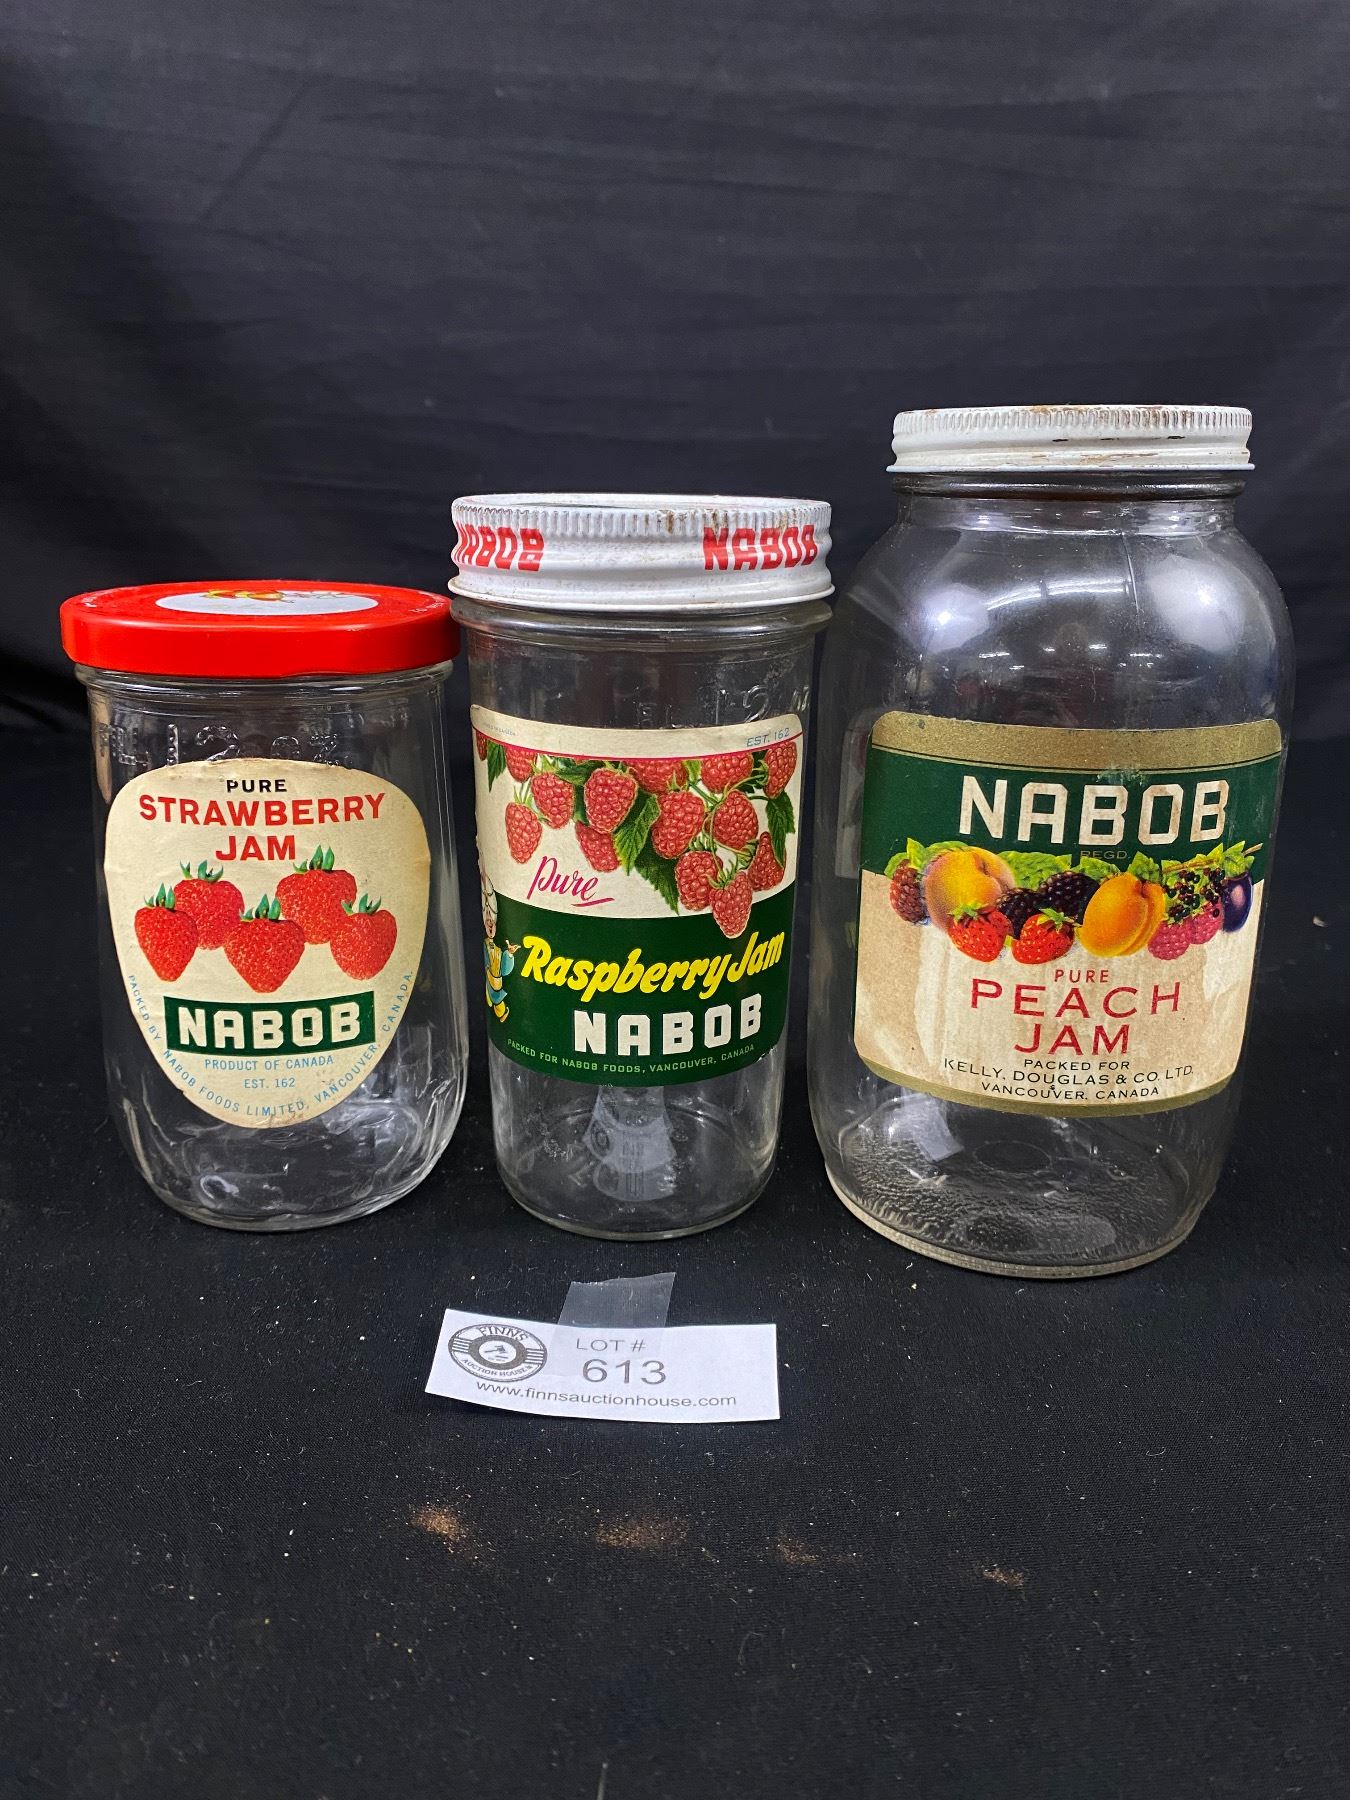 PURE
STRAWBERRY
JAM
NABOB
PRODUCT OF CANADA
EST. 162
PACKED BY NABOB FOODS LIMITED, VANCOUVER, CANADA.
NABOB NABOB
EST. 162
Pure
Raspberry Jam
NABOB
PACKED FOR NABOB FOODS, VANCOUVER, CANADA
NABOB
REGD.
PURE
PEACH
JAM
PACKED FOR
KELLY, DOUGLAS & CO. LTD.
VANCOUVER, CANADA
FINNS
AUCTION HOUSE
LOT #
613
www.finnsauctionhouse.com